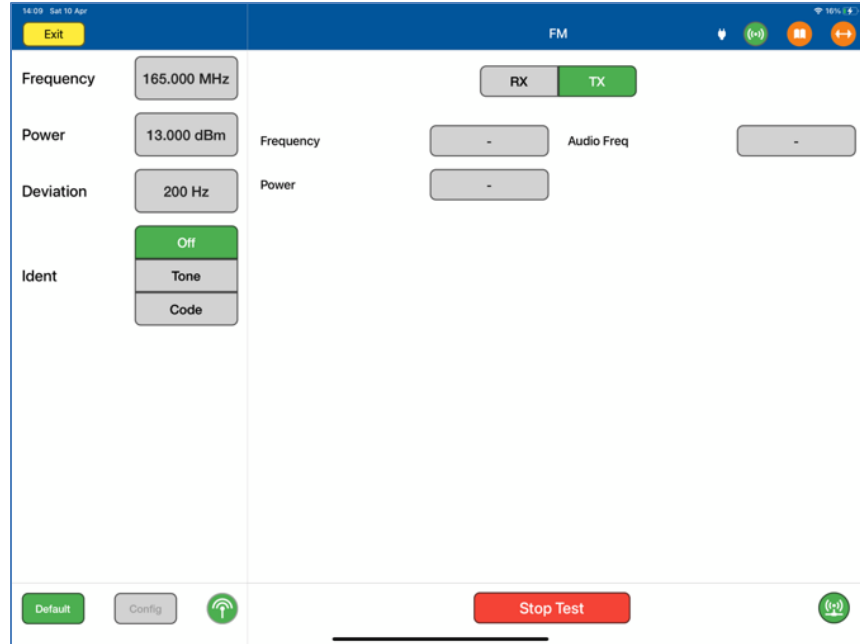 14:09 Sat 10 Apr
16%
Exit
FM
Frequency
165.000 MHz
RX
TX
Power
13.000 dBm
Frequency
-
Audio Freq
-
Deviation
200 Hz
Power
-
Off
Ident
Tone
Code
Default
Config
Stop Test